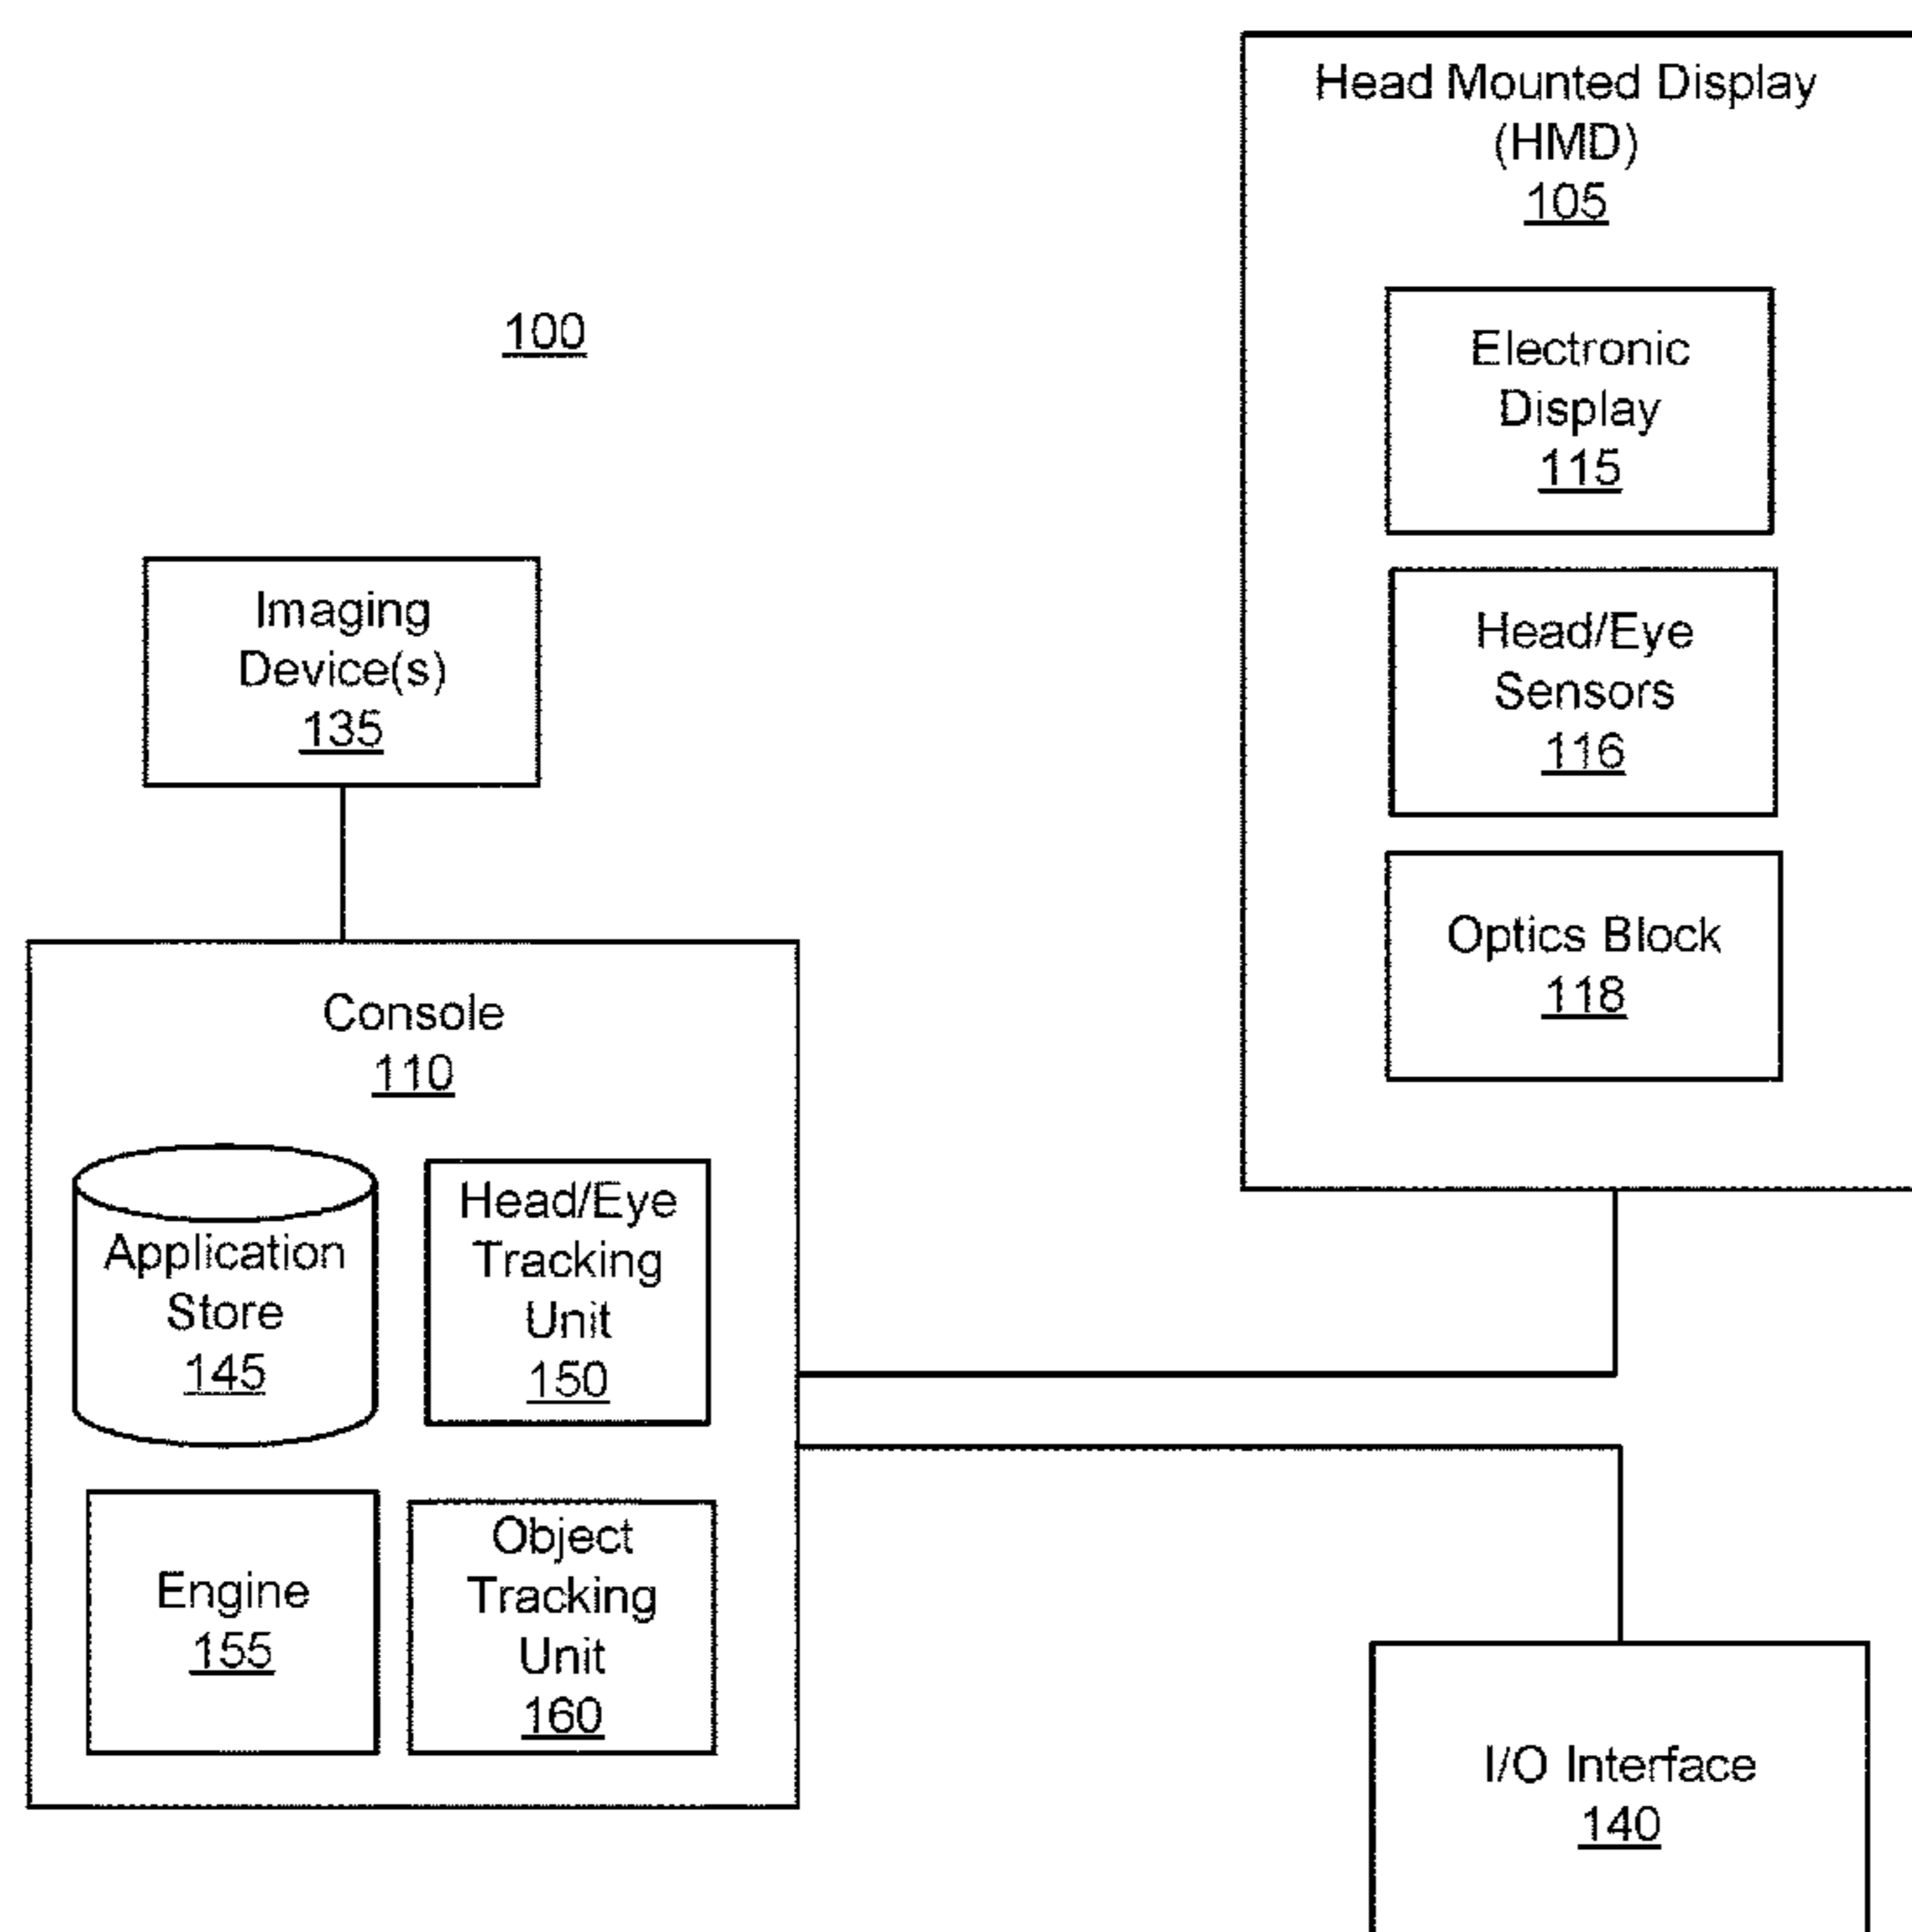 100
Head Mounted Display
(HMD)
105
Electronic
Display
115
Head/Eye
Sensors
116
Optics Block
118
Imaging
Device(s)
135
Console
110
Application
Store
145
Head/Eye
Tracking
Unit
150
Engine
155
Object
Tracking
Unit
160
I/O Interface
140